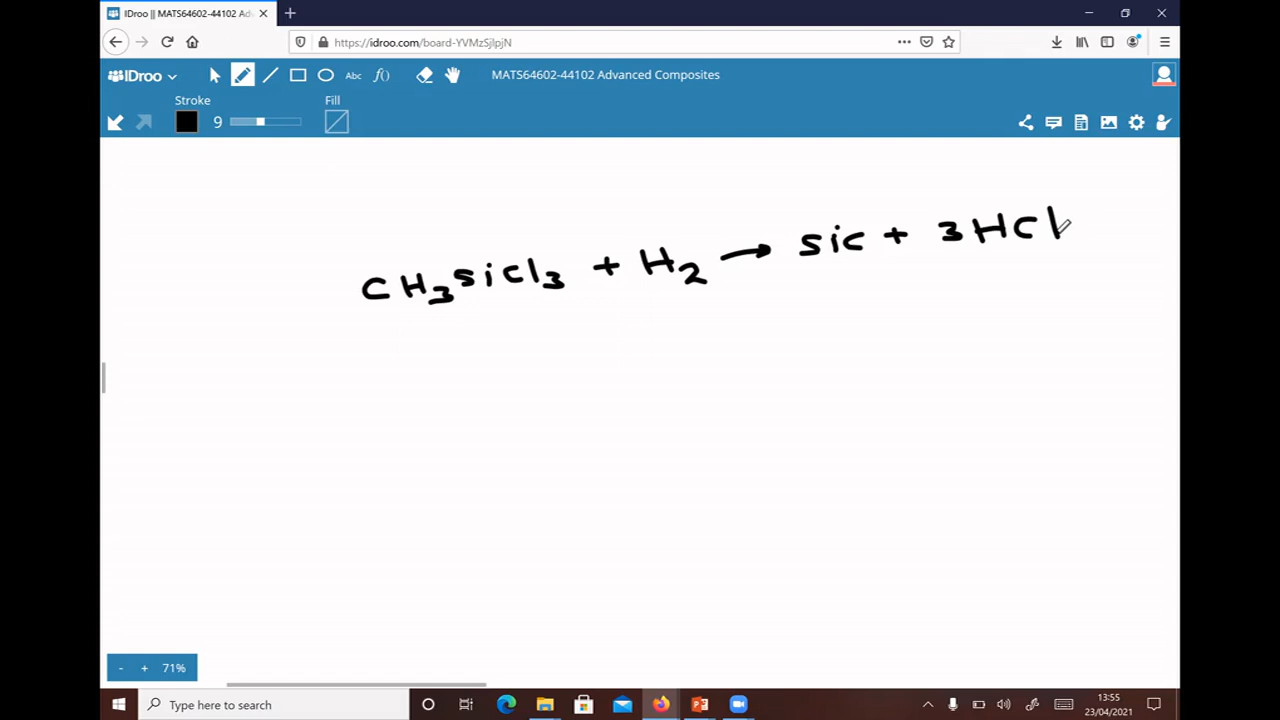 IDroo || MATS64602-44102 Ad
https://idroo.com/board-YVMzSjlpjN
IDroo
Abc
f()
MATS64602-44102 Advanced Composites
Stroke
Fill
9
CH₃SiCl₃ + H₂ → SiC + 3HCl
- + 71%
Type here to search
13:55
23/04/2021